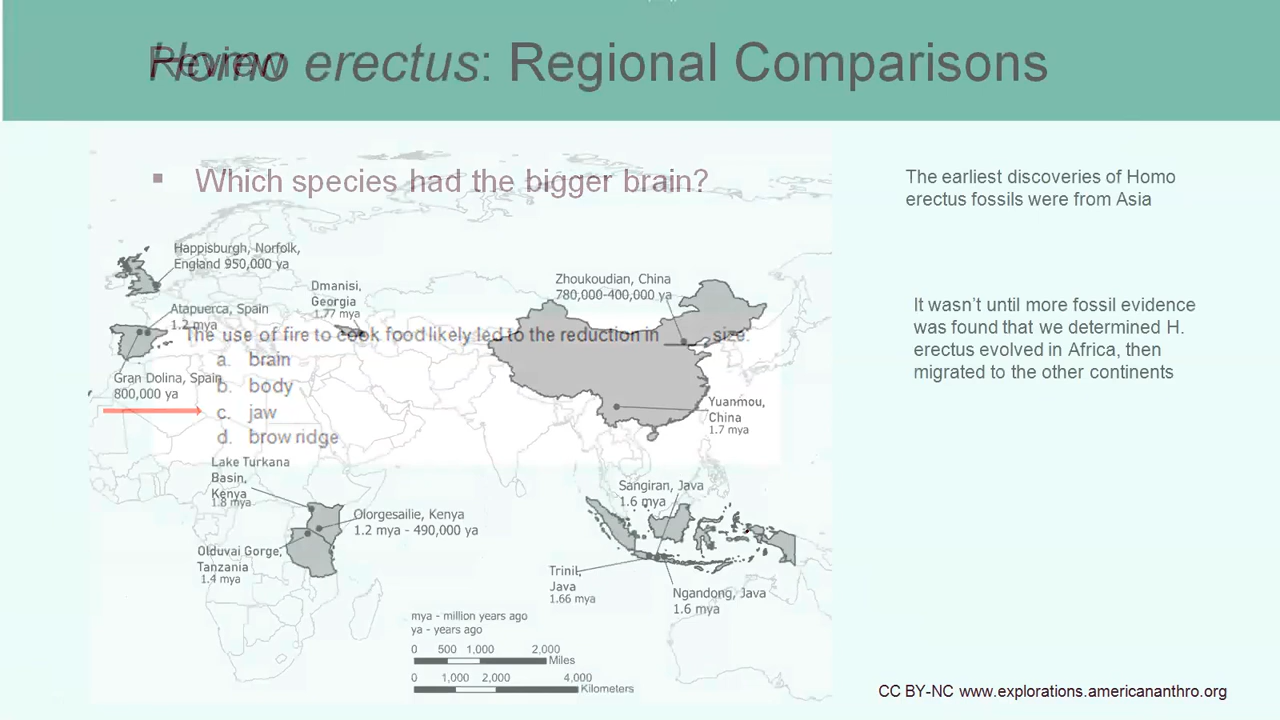 Review
Homo erectus: Regional Comparisons
▪ Which species had the bigger brain?
The earliest discoveries of Homo
erectus fossils were from Asia
It wasn't until more fossil evidence
was found that we determined H.
erectus evolved in Africa, then
migrated to the other continents
Happisburgh, Norfolk,
England 950,000 ya
Atapuerca, Spain
1.2 mya
Gran Dolina, Spain
800,000 ya
Dmanisi,
Georgia
1.77 mya
Zhoukoudian, China
780,000-400,000 ya
Yuanmou,
China
1.7 mya
The use of fire to cook food likely led to the reduction in ____ size.
a. brain
b. body
c. jaw
d. brow ridge
Lake Turkana
Basin,
Kenya
1.8 mya
Olorgesailie, Kenya
1.2 mya - 490,000 ya
Olduvai Gorge,
Tanzania
1.4 mya
Sangiran, Java
1.6 mya
Trinil,
Java
1.66 mya
Ngandong, Java
1.6 mya
mya - million years ago
ya - years ago
0 500 1,000 2,000
Miles
0 1,000 2,000 4,000
Kilometers
CC BY-NC www.explorations.americananthro.org